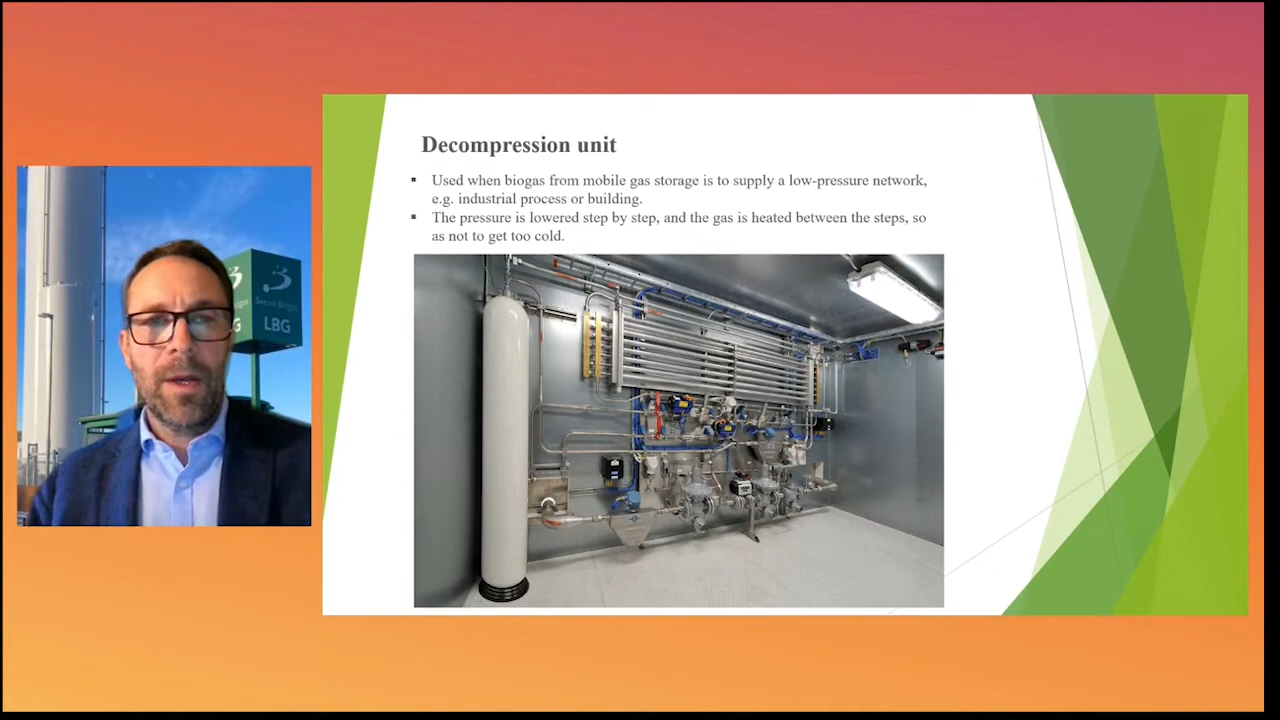 Decompression unit
▪ Used when biogas from mobile gas storage is to supply a low-pressure network,
e.g. industrial process or building.
▪ The pressure is lowered step by step, and the gas is heated between the steps, so
as not to get too cold.
Svensk Biogas
LBG